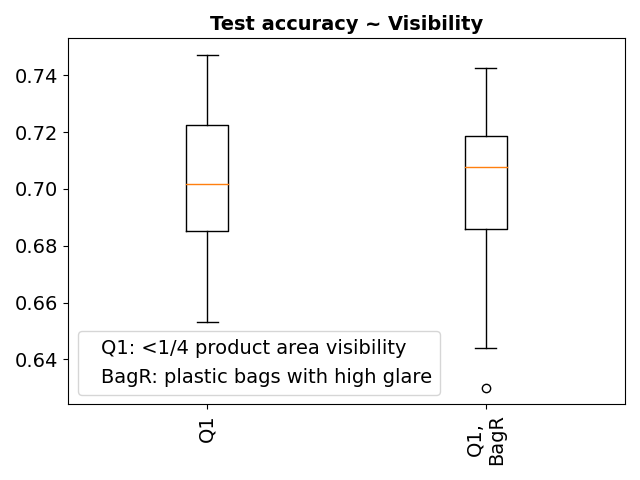 Test accuracy ~ Visibility
0.74
0.72
0.70
0.68
0.66
0.64
Q1: <1/4 product area visibility
BagR: plastic bags with high glare
Q1
Q1,
BagR